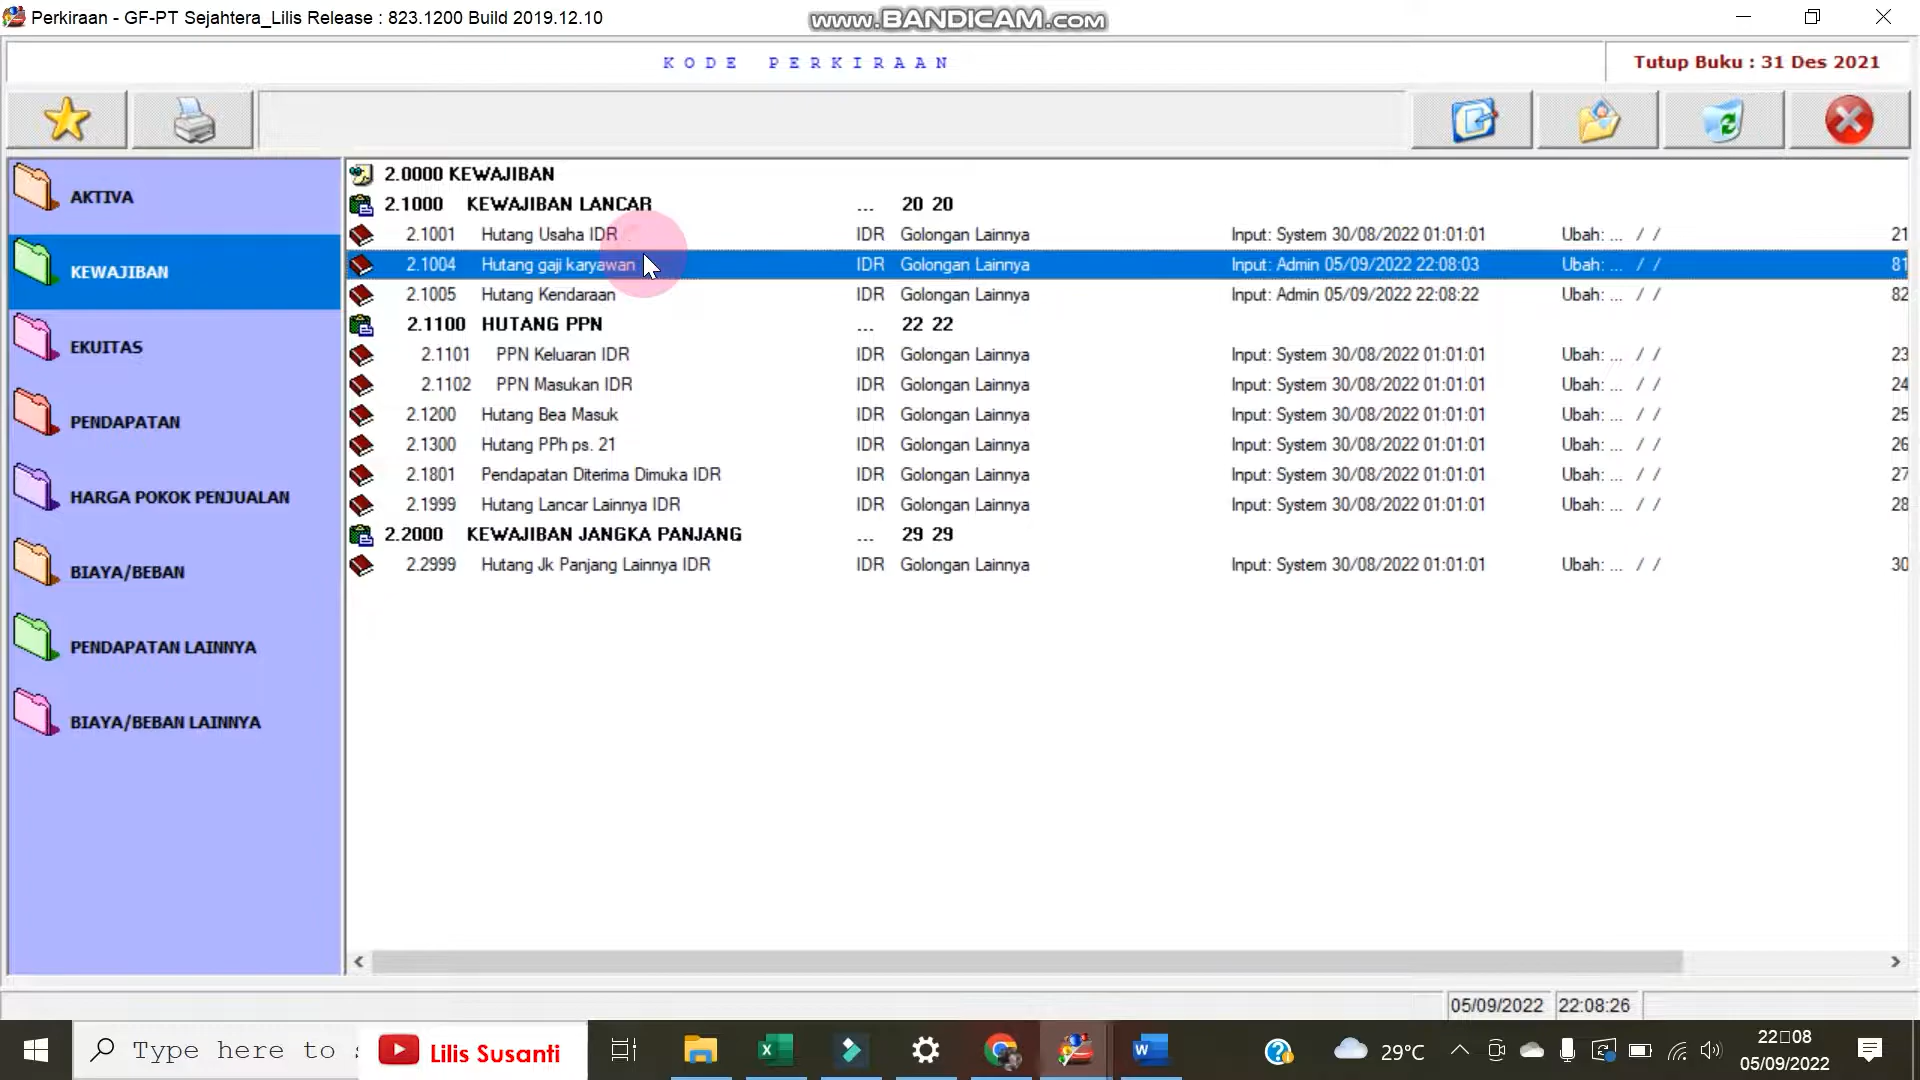 Perkiraan - GF-PT Sejahtera_Lilis Release : 823.1200 Build 2019.12.10
www.BANDICAM.com
KODE PERKIRAAN
Tutup Buku : 31 Des 2021
AKTIVA
KEWAJIBAN
EKUITAS
PENDAPATAN
HARGA POKOK PENJUALAN
BIAYA/BEBAN
PENDAPATAN LAINNYA
BIAYA/BEBAN LAINNYA
2.0000 KEWAJIBAN
2.1000 KEWAJIBAN LANCAR ... 20 20
2.1001 Hutang Usaha IDR IDR Golongan Lainnya Input: System 30/08/2022 01:01:01 Ubah: ... / / 21
2.1004 Hutang gaji karyawan IDR Golongan Lainnya Input: Admin 05/09/2022 22:08:03 Ubah: ... / / 81
2.1005 Hutang Kendaraan IDR Golongan Lainnya Input: Admin 05/09/2022 22:08:22 Ubah: ... / / 82
2.1100 HUTANG PPN ... 22 22
2.1101 PPN Keluaran IDR IDR Golongan Lainnya Input: System 30/08/2022 01:01:01 Ubah: ... / / 23
2.1102 PPN Masukan IDR IDR Golongan Lainnya Input: System 30/08/2022 01:01:01 Ubah: ... / / 24
2.1200 Hutang Bea Masuk IDR Golongan Lainnya Input: System 30/08/2022 01:01:01 Ubah: ... / / 25
2.1300 Hutang PPh ps. 21 IDR Golongan Lainnya Input: System 30/08/2022 01:01:01 Ubah: ... / / 26
2.1801 Pendapatan Diterima Dimuka IDR IDR Golongan Lainnya Input: System 30/08/2022 01:01:01 Ubah: ... / / 27
2.1999 Hutang Lancar Lainnya IDR IDR Golongan Lainnya Input: System 30/08/2022 01:01:01 Ubah: ... / / 28
2.2000 KEWAJIBAN JANGKA PANJANG ... 29 29
2.2999 Hutang Jk Panjang Lainnya IDR IDR Golongan Lainnya Input: System 30/08/2022 01:01:01 Ubah: ... / / 30
05/09/2022 22:08:26
Type here to
Lilis Susanti
29°C
22□08
05/09/2022